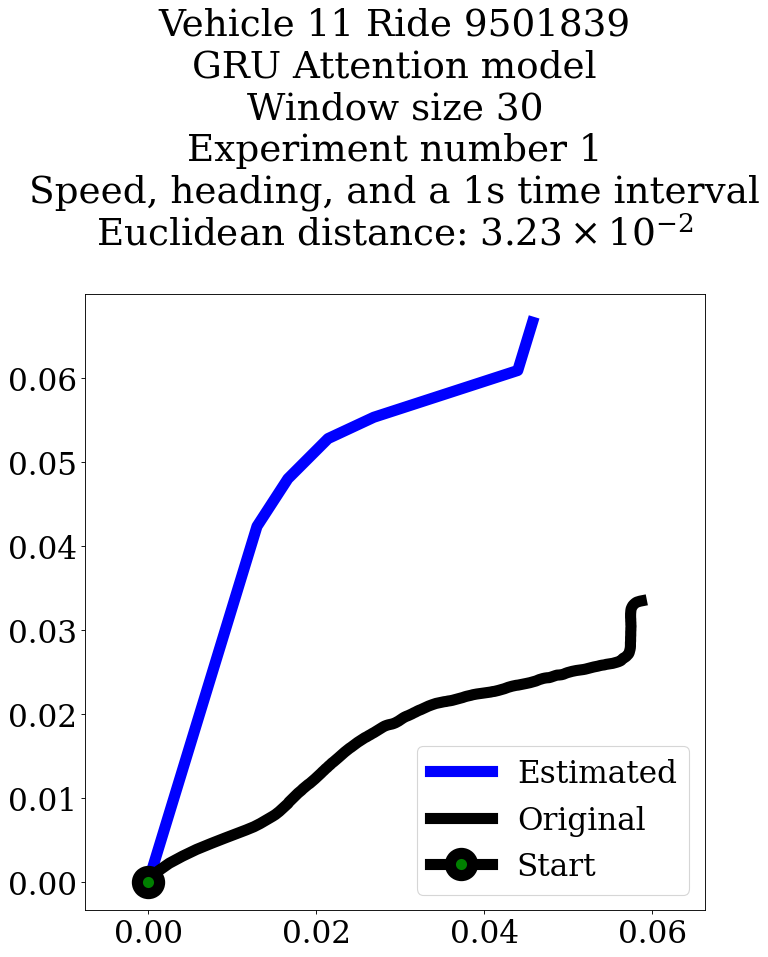 Vehicle 11 Ride 9501839
GRU Attention model
Window size 30
Experiment number 1
Speed, heading, and a 1s time interval
Euclidean distance: 3.23 × 10⁻²
0.06
0.05
0.04
0.03
0.02
0.01
0.00
Estimated
Original
Start
0.00 0.02 0.04 0.06